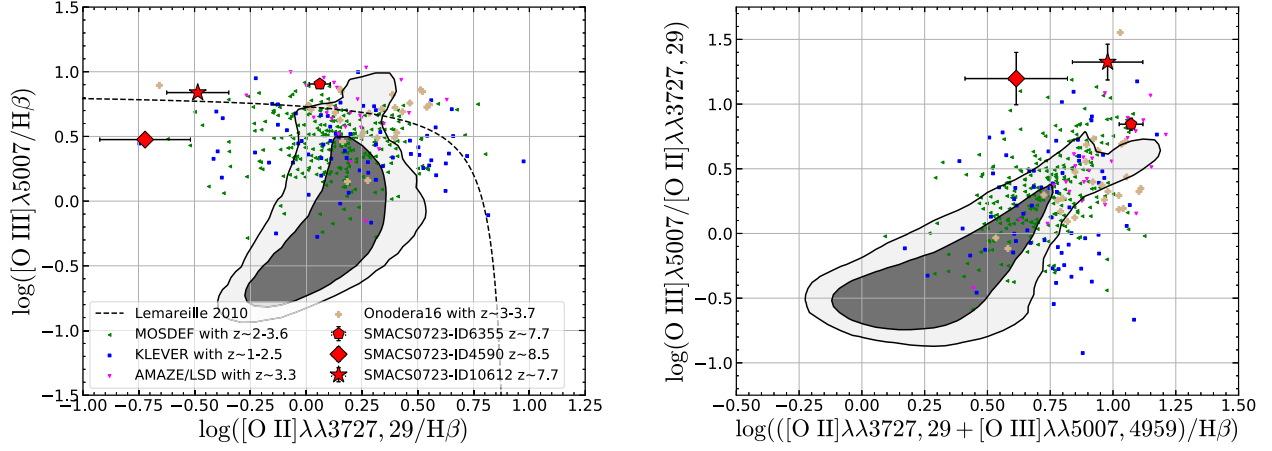 1.5
1.0
0.5
0.0
−0.5
−1.0
−1.5
log([O III]λ5007/Hβ)
Lemareille 2010
MOSDEF with z~2-3.6
KLEVER with z~1-2.5
AMAZE/LSD with z~3.3
Onodera16 with z~3-3.7
SMACS0723-ID6355 z~7.7
SMACS0723-ID4590 z~8.5
SMACS0723-ID10612 z~7.7
−1.00 −0.75 −0.50 −0.25 0.00 0.25 0.50 0.75 1.00 1.25
log([O II]λλ3727, 29/Hβ)
1.5
1.0
0.5
0.0
−0.5
−1.0
log(O III]λ5007/[O II]λλ3727, 29)
−0.50 −0.25 0.00 0.25 0.50 0.75 1.00 1.25 1.50
log(([O II]λλ3727, 29 + [O III]λλ5007, 4959)/Hβ)